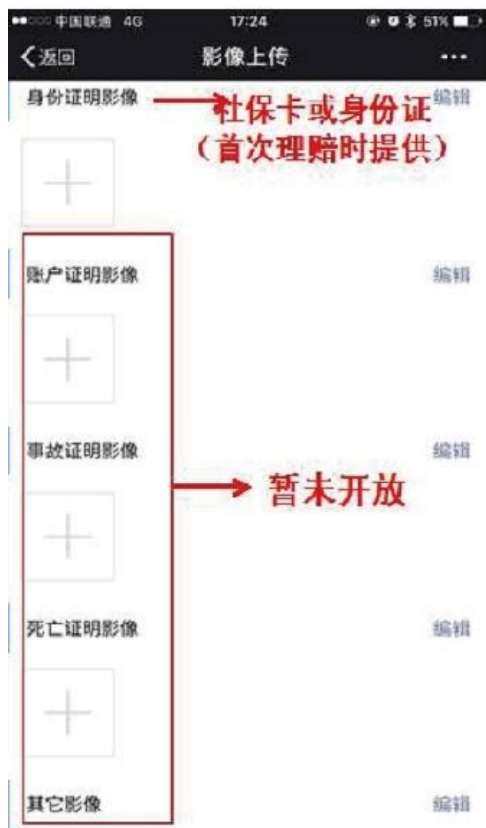 中国联通 4G 17:24 51%
返回 影像上传 ...
身份证明影像 社保卡或身份证 编辑
（首次理赔时提供）
账户证明影像 编辑
事故证明影像 编辑
暂未开放
死亡证明影像 编辑
其它影像 编辑